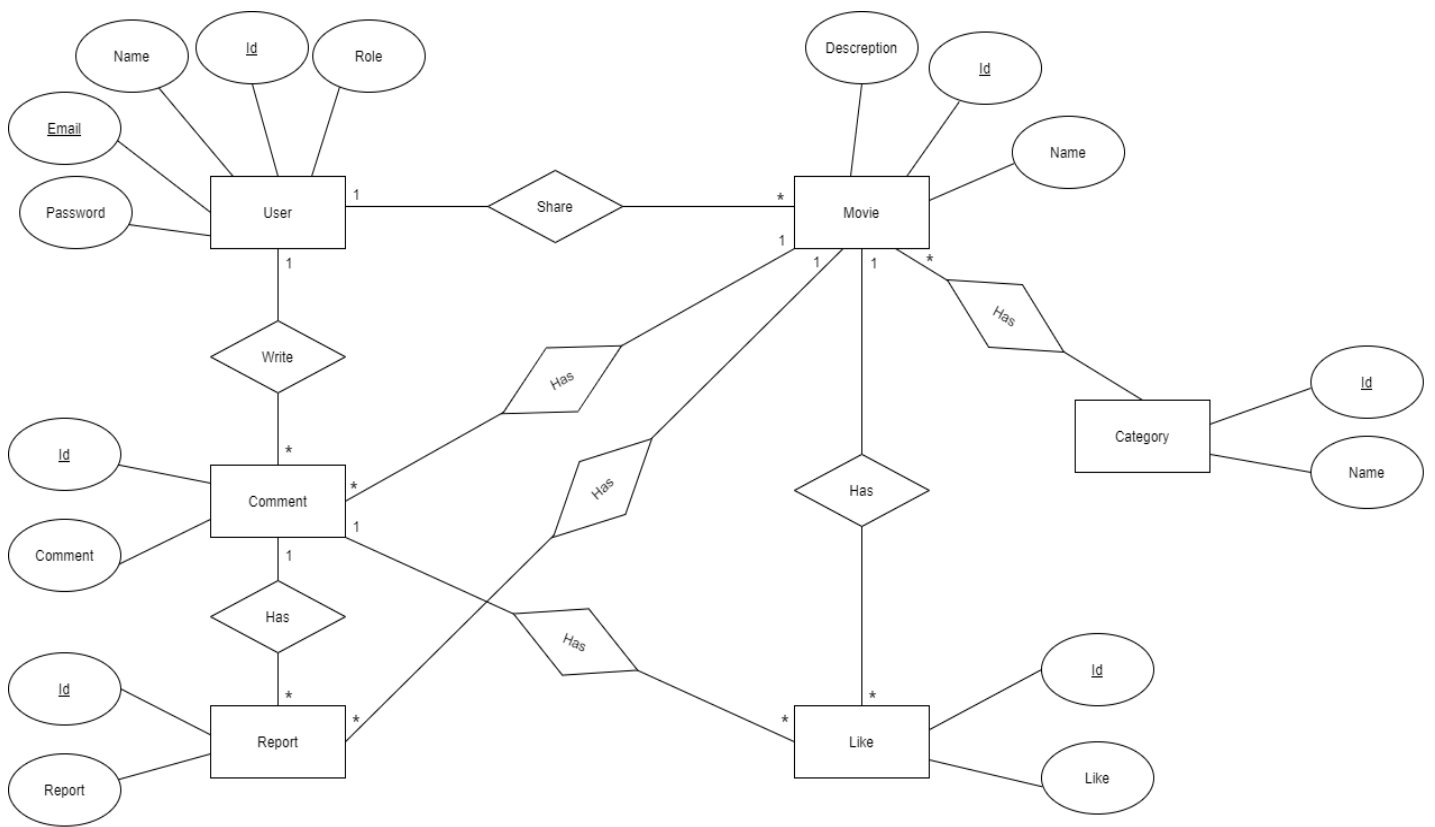 Name
Id
Role
Email
Password
User
1
Share
*
Descreption
Id
Name
Movie
1
1
1
*
1
Write
*
Has
Has
Has
Has
Id
Name
Category
Id
Comment
Comment
*
1
1
Has
*
Has
*
*
*
Id
Report
Report
Like
Id
Like